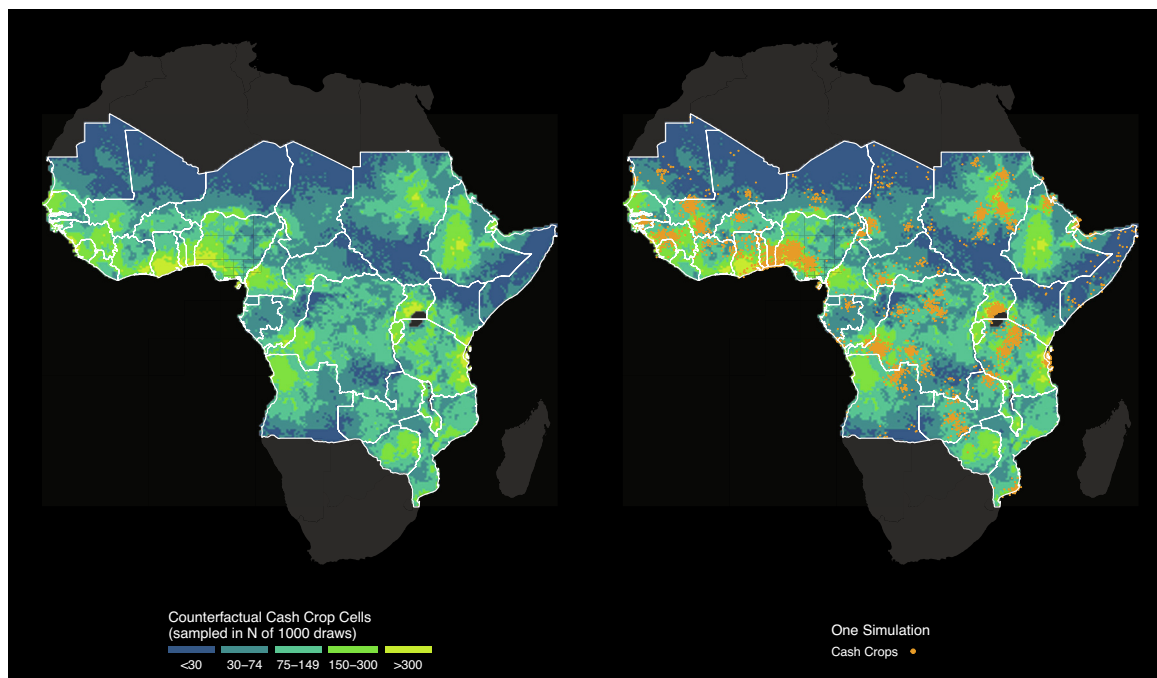 Counterfactual Cash Crop Cells
(sampled in N of 1000 draws)
<30 30−74 75−149 150−300 >300
One Simulation
Cash Crops